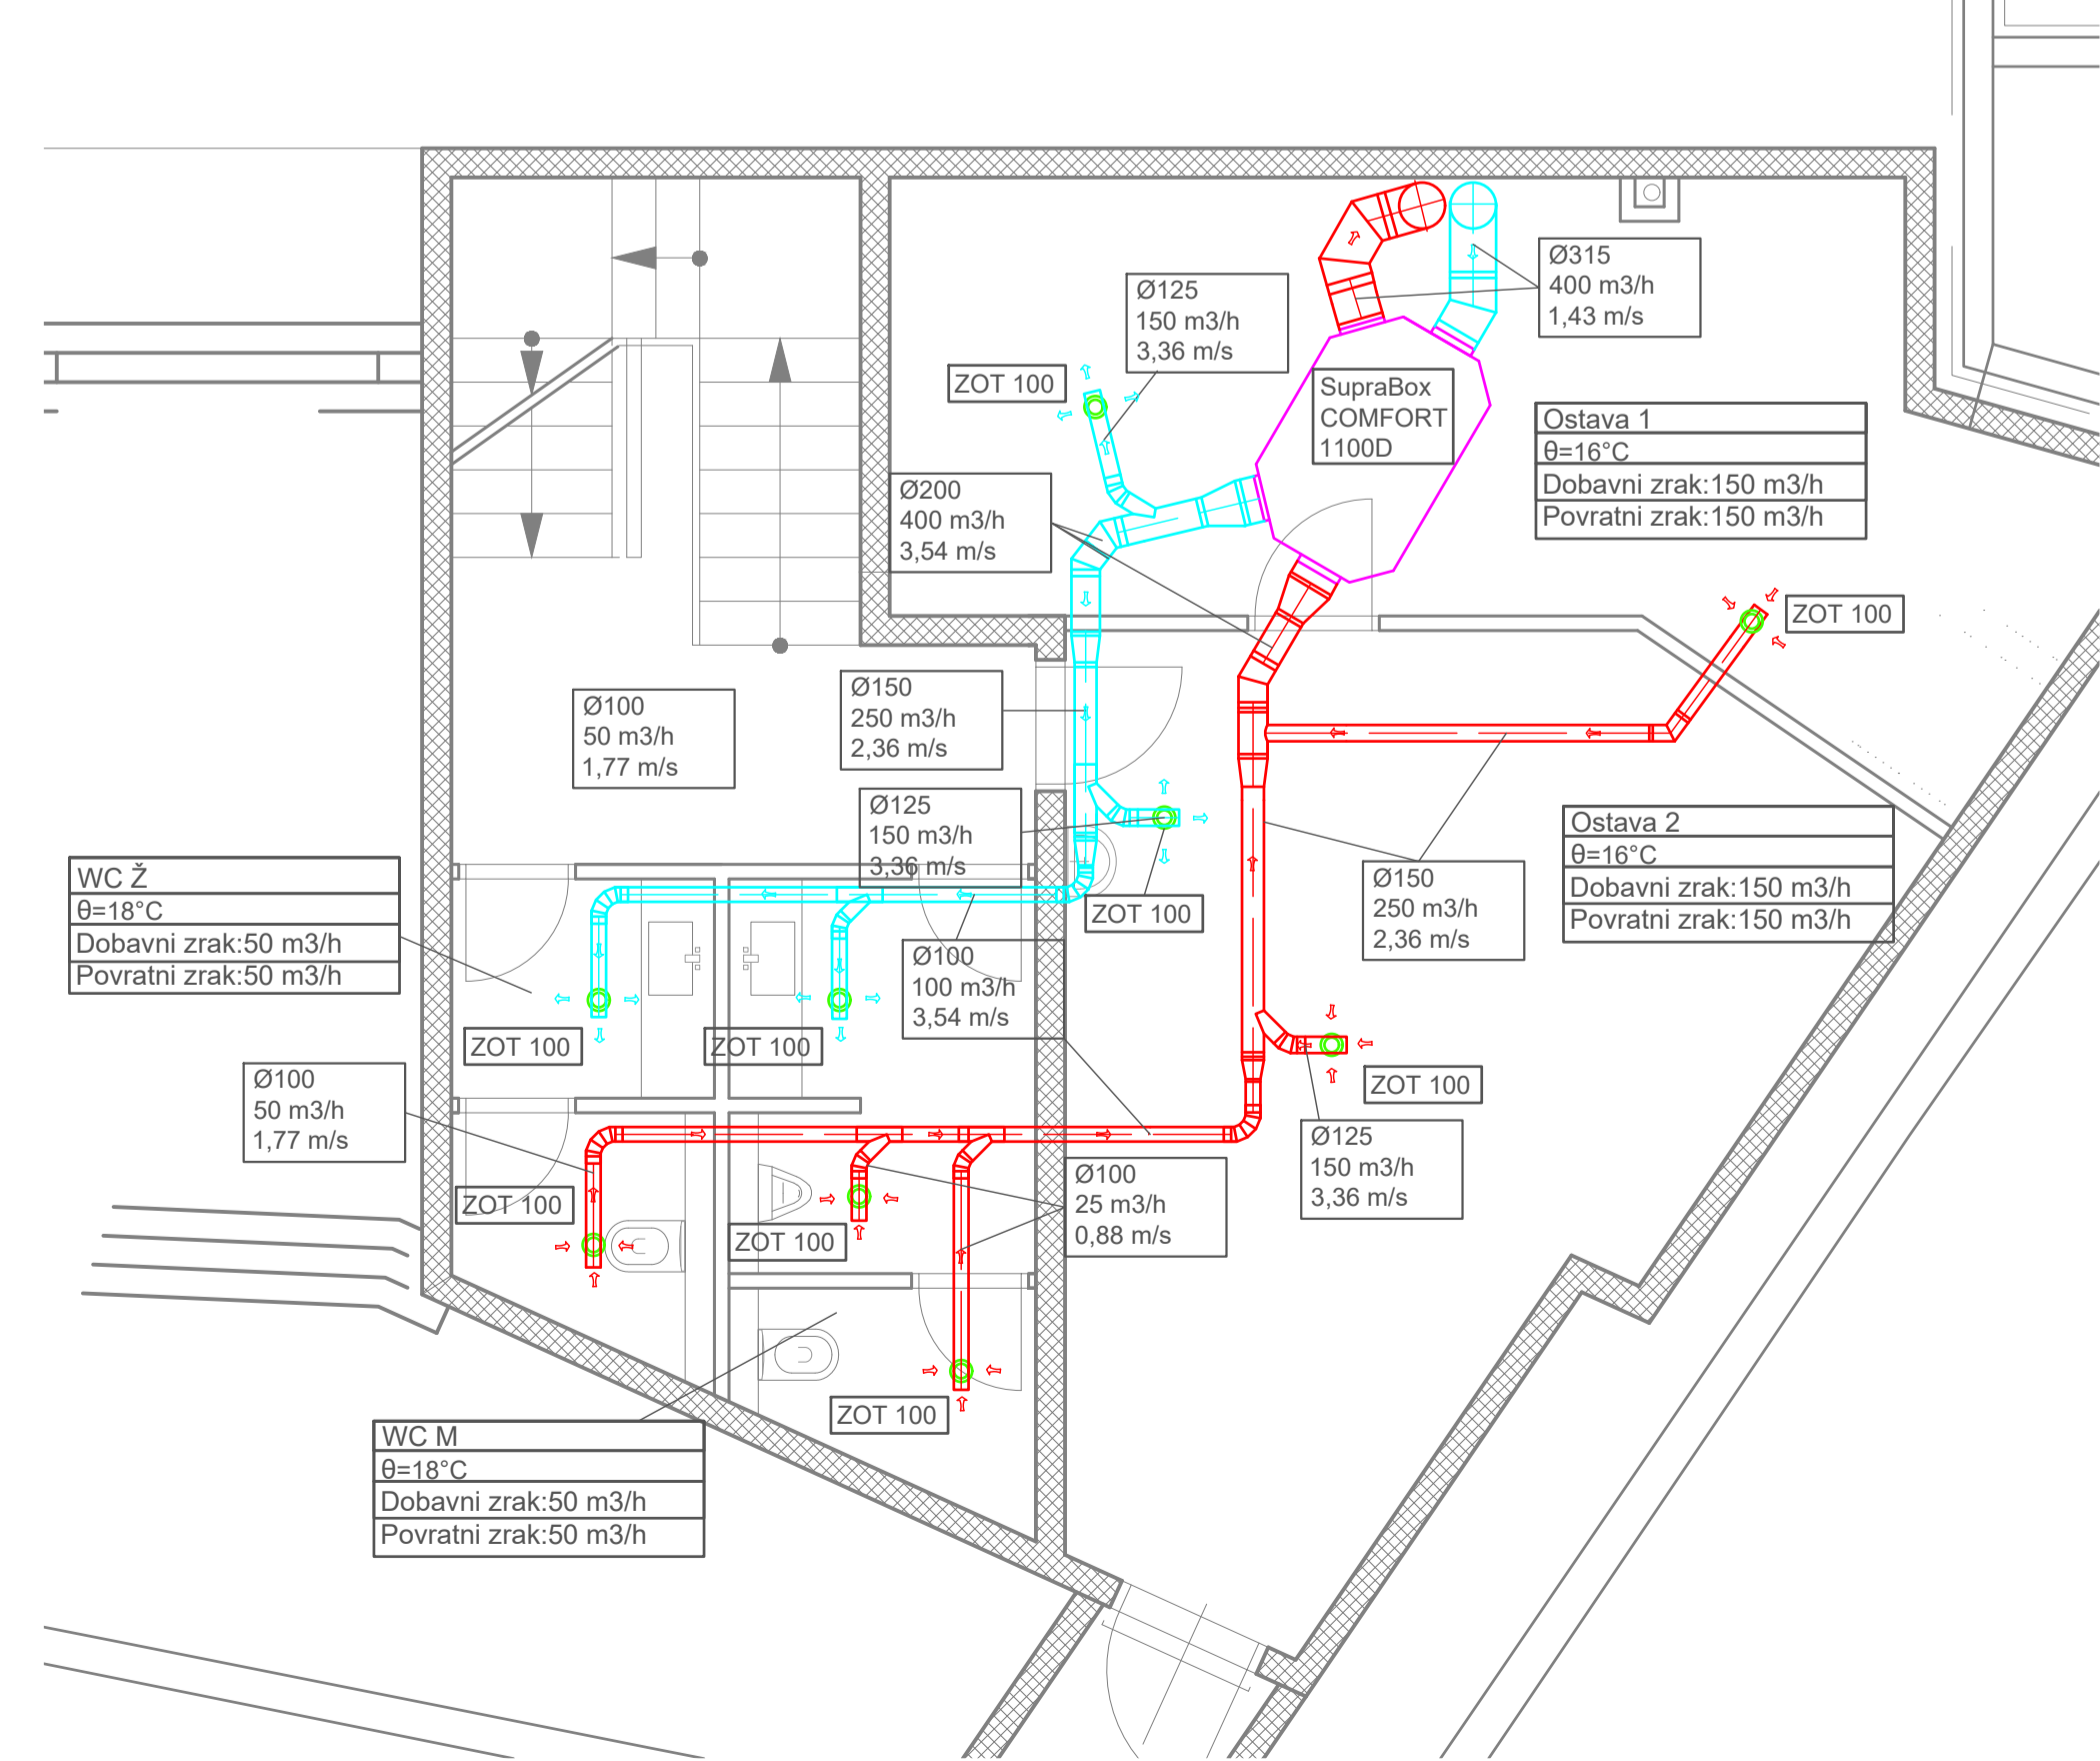 Ø315
400 m3/h
1,43 m/s
Ø125
150 m3/h
3,36 m/s
ZOT 100
SupraBox
COMFORT
1100D
Ostava 1
θ=16°C
Dobavni zrak:150 m3/h
Povratni zrak:150 m3/h
Ø200
400 m3/h
3,54 m/s
ZOT 100
Ø150
250 m3/h
2,36 m/s
Ø100
50 m3/h
1,77 m/s
Ø125
150 m3/h
3,36 m/s
Ostava 2
θ=16°C
Dobavni zrak:150 m3/h
Povratni zrak:150 m3/h
WC Ž
θ=18°C
Dobavni zrak:50 m3/h
Povratni zrak:50 m3/h
ZOT 100
Ø150
250 m3/h
2,36 m/s
Ø100
100 m3/h
3,54 m/s
ZOT 100
ZOT 100
ZOT 100
Ø100
50 m3/h
1,77 m/s
Ø125
150 m3/h
3,36 m/s
Ø100
25 m3/h
0,88 m/s
ZOT 100
ZOT 100
ZOT 100
WC M
θ=18°C
Dobavni zrak:50 m3/h
Povratni zrak:50 m3/h